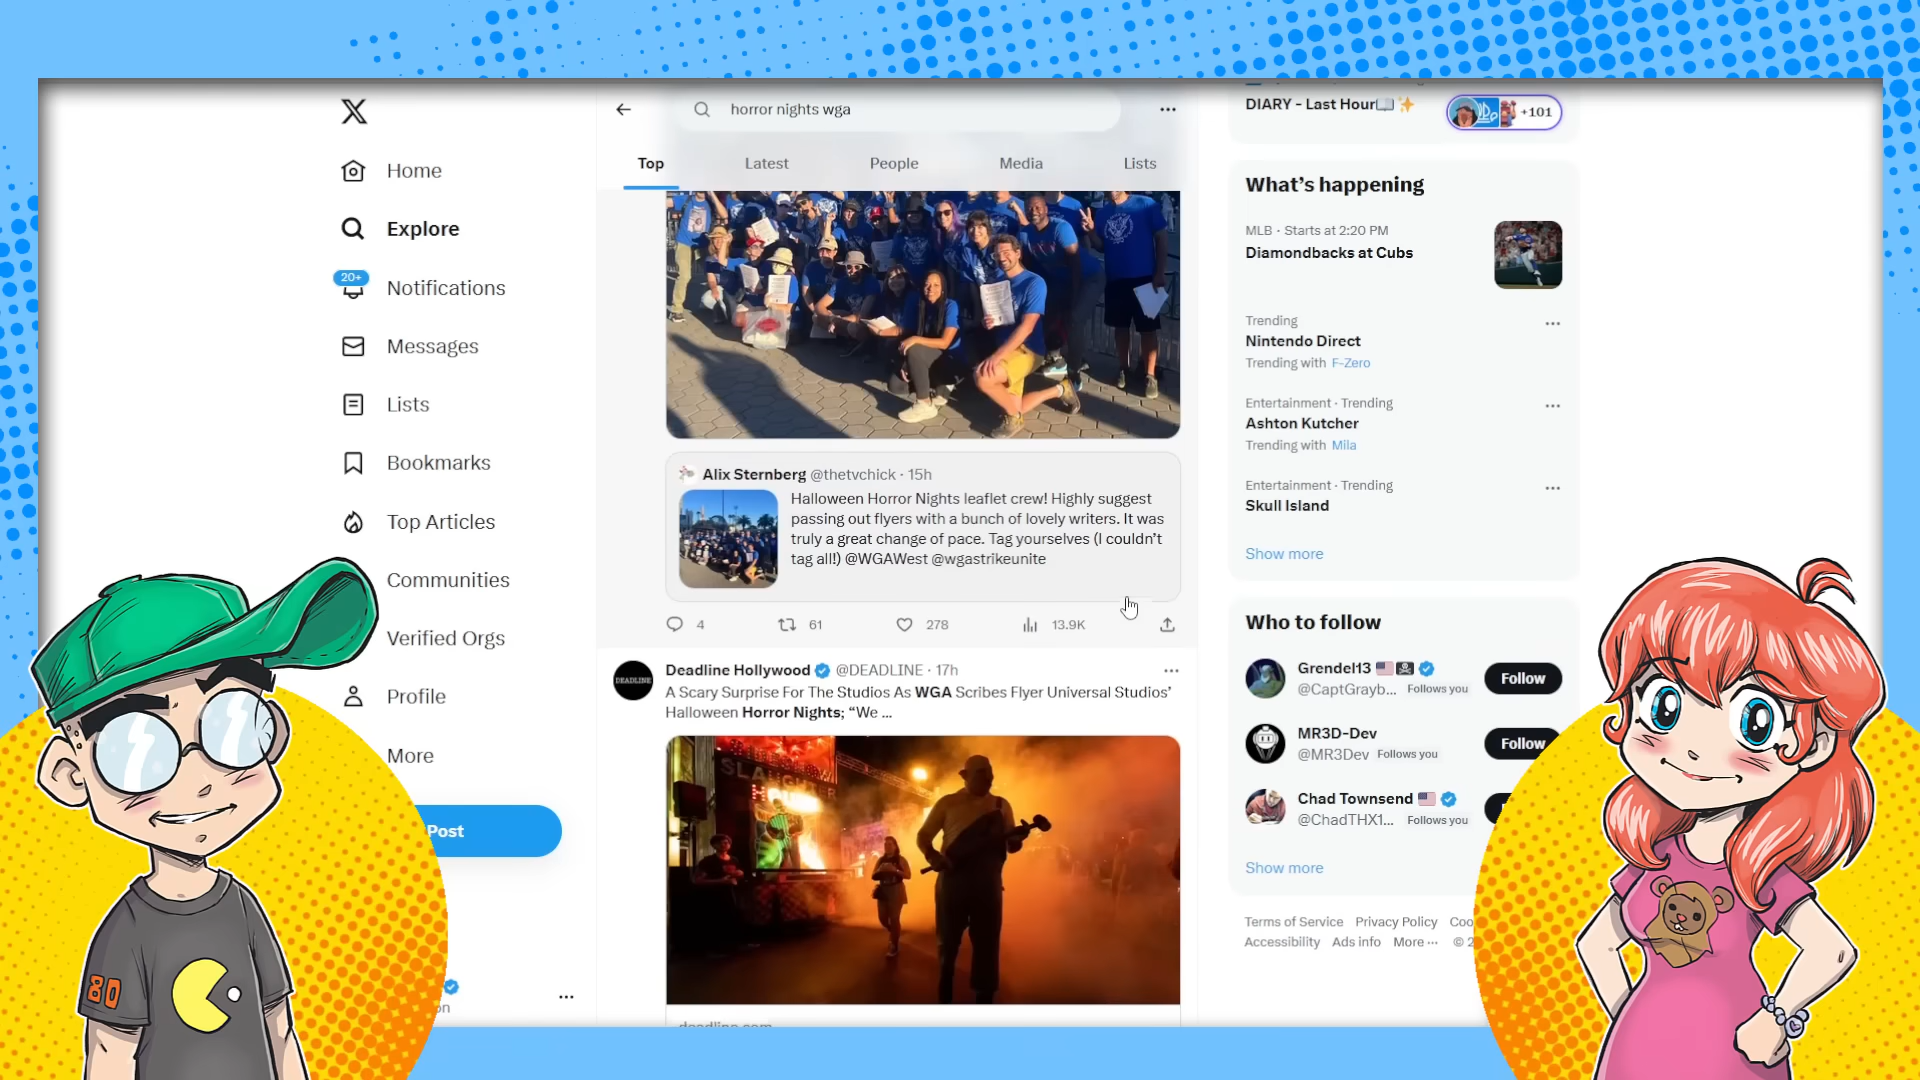 horror nights wga
Top
Latest
People
Media
Lists
Home
Explore
20+
Notifications
Messages
Lists
Bookmarks
Top Articles
Communities
Verified Orgs
Profile
More
Post
80
Alix Sternberg @thetvchick · 15h
Halloween Horror Nights leaflet crew! Highly suggest
passing out flyers with a bunch of lovely writers. It was
truly a great change of pace. Tag yourselves (I couldn't
tag all!) @WGAWest @wgastrikeunite
4
61
278
13.9K
DEADLINE
Deadline Hollywood @DEADLINE · 17h
A Scary Surprise For The Studios As WGA Scribes Flyer Universal Studios'
Halloween Horror Nights; "We ...
DIARY - Last Hour
+101
What's happening
MLB · Starts at 2:20 PM
Diamondbacks at Cubs
Trending
Nintendo Direct
Trending with F-Zero
Entertainment · Trending
Ashton Kutcher
Trending with Mila
Entertainment · Trending
Skull Island
Show more
Who to follow
Grendel13
@CaptGrayb... Follows you
Follow
MR3D-Dev
@MR3Dev Follows you
Follow
Chad Townsend
@ChadTHX1... Follows you
Show more
Terms of Service Privacy Policy
Accessibility Ads info More ··· ©